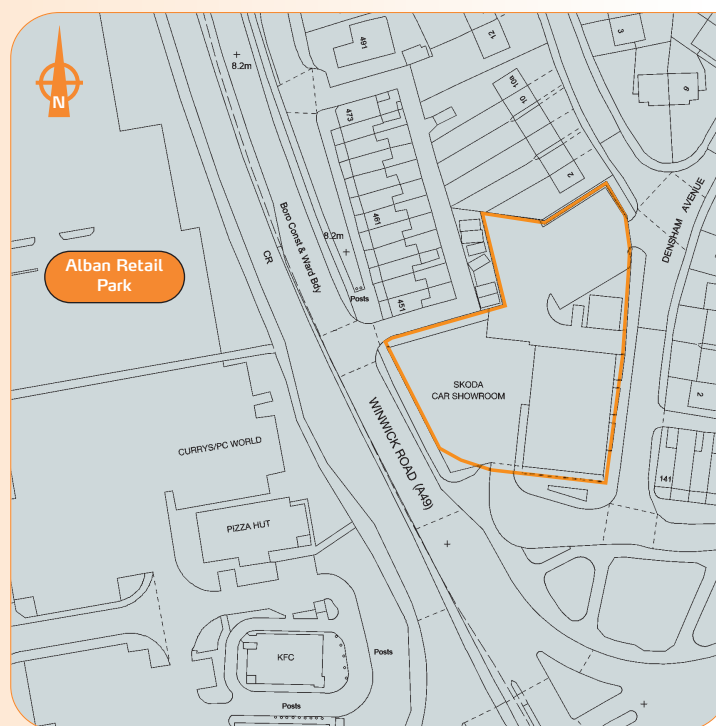 N
8.2m
491
12
3
6
10a
10
2
473
461
451
8.2m
Posts
Boro Const & Ward Bdy
CR
DENSHAM AVENUE
Alban Retail
Park
SKODA
CAR SHOWROOM
WINWICK ROAD (A49)
CURRYS/PC WORLD
PIZZA HUT
KFC
Posts
Posts
2
141